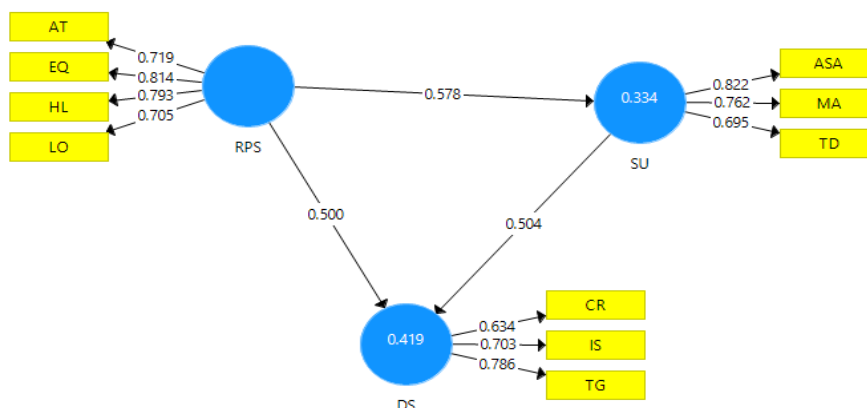 AT
0.719
EQ
0.814
HL
0.793
LO
0.705
RPS
0.578
0.334
SU
0.822
ASA
0.762
MA
0.695
TD
0.500
0.504
0.419
DS
0.634
CR
0.703
IS
0.786
TG